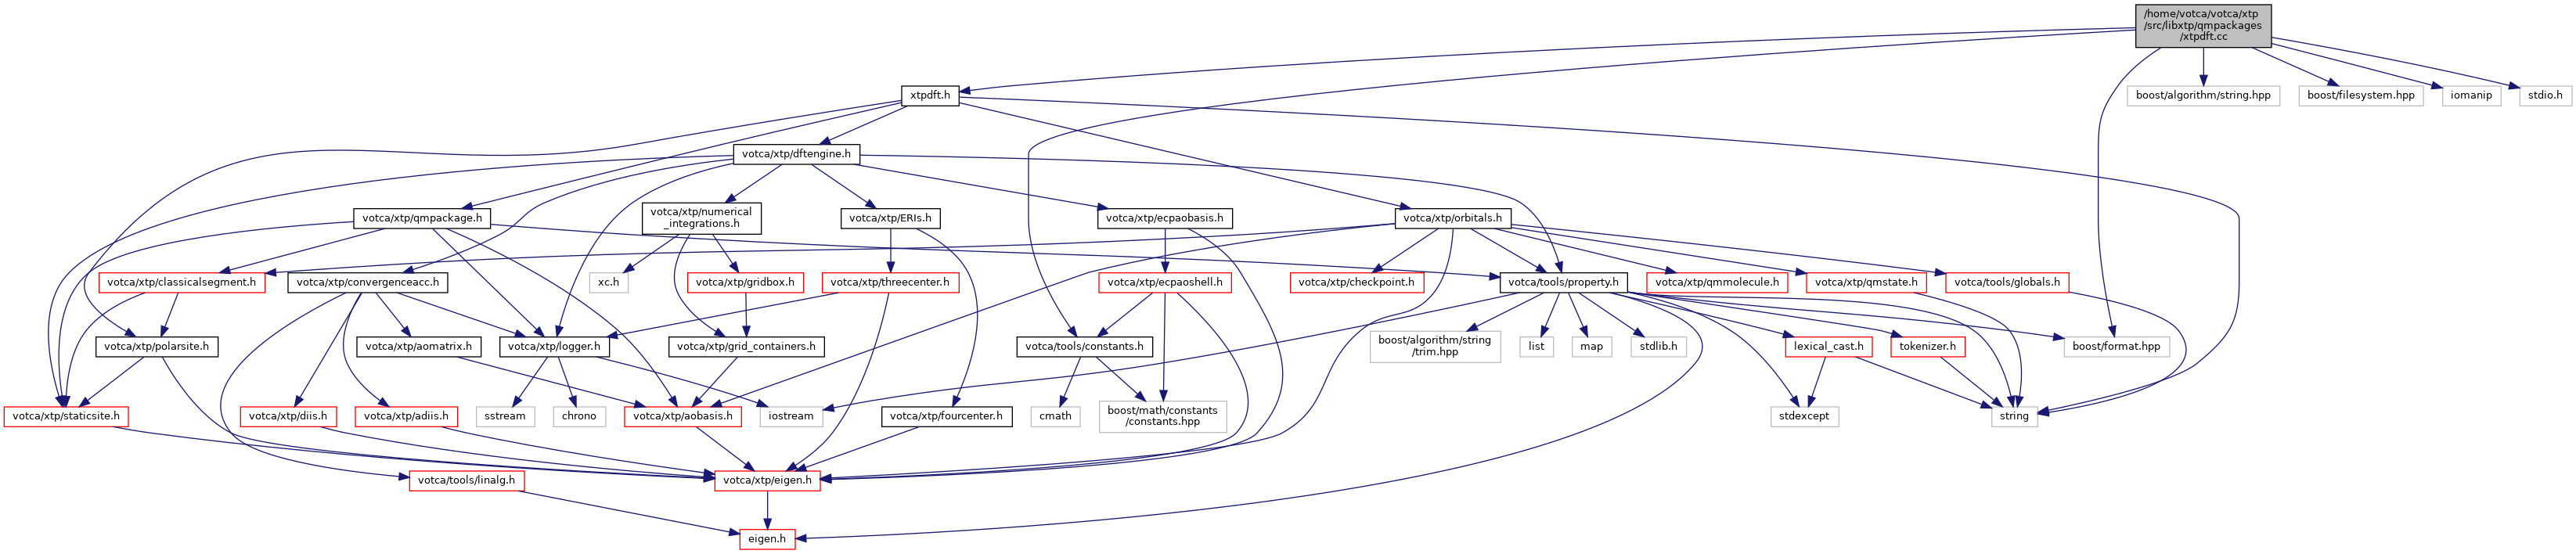 /home/votca/votca/xtp
/src/libxtp/qmpackages
/xtpdft.cc
xtpdft.h
boost/algorithm/string.hpp
boost/filesystem.hpp
iomanip
stdio.h
votca/xtp/dftengine.h
votca/xtp/qmpackage.h
votca/xtp/numerical
_integrations.h
votca/xtp/ERIs.h
votca/xtp/ecpaobasis.h
votca/xtp/orbitals.h
votca/xtp/classicalsegment.h
votca/xtp/convergenceacc.h
xc.h
votca/xtp/gridbox.h
votca/xtp/threecenter.h
votca/xtp/ecpaoshell.h
votca/xtp/checkpoint.h
votca/tools/property.h
votca/xtp/qmmolecule.h
votca/xtp/qmstate.h
votca/tools/globals.h
votca/xtp/polarsite.h
votca/xtp/aomatrix.h
votca/xtp/logger.h
votca/xtp/grid_containers.h
votca/tools/constants.h
boost/algorithm/string
/trim.hpp
list
map
stdlib.h
lexical_cast.h
tokenizer.h
boost/format.hpp
votca/xtp/staticsite.h
votca/xtp/diis.h
votca/xtp/adiis.h
sstream
chrono
votca/xtp/aobasis.h
iostream
votca/xtp/fourcenter.h
cmath
boost/math/constants
/constants.hpp
stdexcept
string
votca/tools/linalg.h
votca/xtp/eigen.h
eigen.h